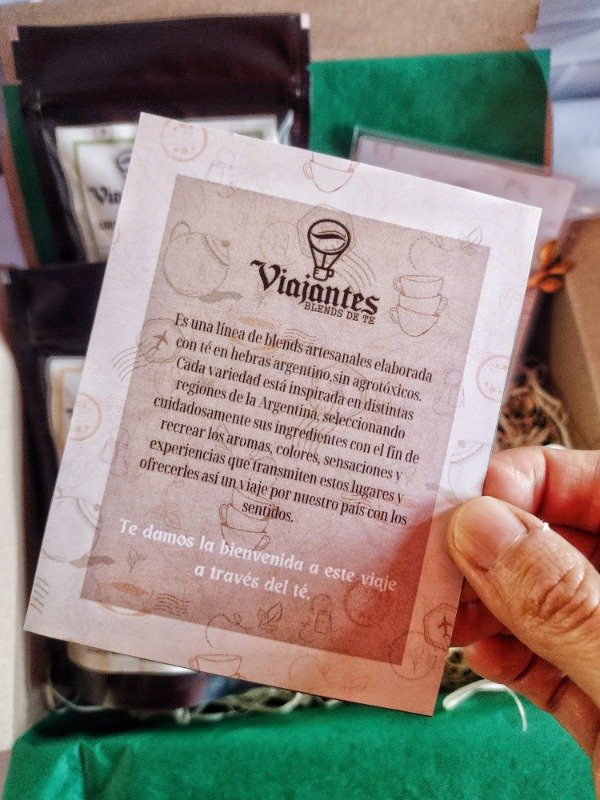 Viajantes
BLENDS DE TE
Es una línea de blends artesanales elaborada
con té en hebras argentino,sin agrotóxicos.
Cada variedad está inspirada en distintas
regiones de la Argentina, seleccionando
cuidadosamente sus ingredientes con el fin de
recrear los aromas, colores, sensaciones y
experiencias que transmiten estos lugares y
ofrecerles así un viaje por nuestro país con los
sentidos.
Te damos la bienvenida a este viaje
a través del té.